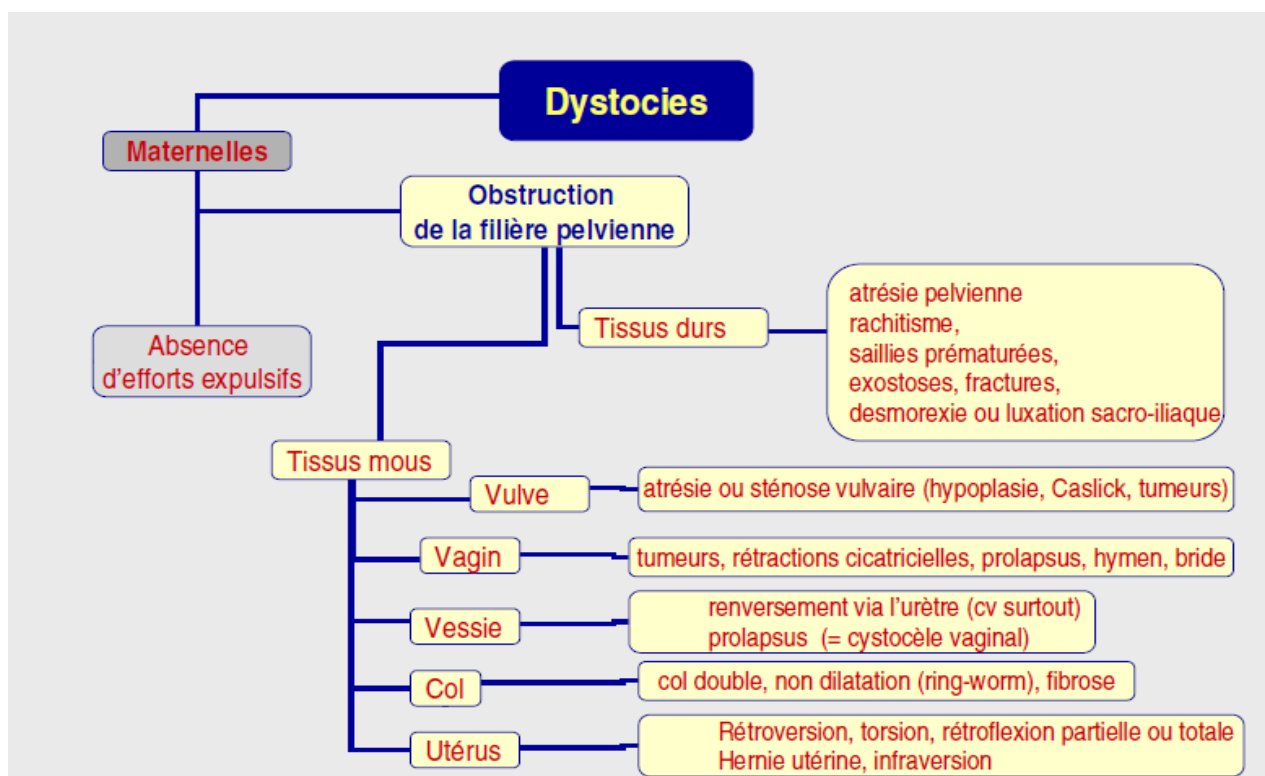 Dystocies
Maternelles
Obstruction
de la filière pelvienne
Absence
d'efforts expulsifs
Tissus durs
atrésie pelvienne
rachitisme,
saillies prématurées,
exostoses, fractures,
desmorexie ou luxation sacro-iliaque
Tissus mous
Vulve
atrésie ou sténose vulvaire (hypoplasie, Caslick, tumeurs)
Vagin
tumeurs, rétractions cicatricielles, prolapsus, hymen, bride
Vessie
renversement via l'urètre (cv surtout)
prolapsus (= cystocèle vaginal)
Col
col double, non dilatation (ring-worm), fibrose
Utérus
Rétroversion, torsion, rétroflexion partielle ou totale
Hernie utérine, infraversion